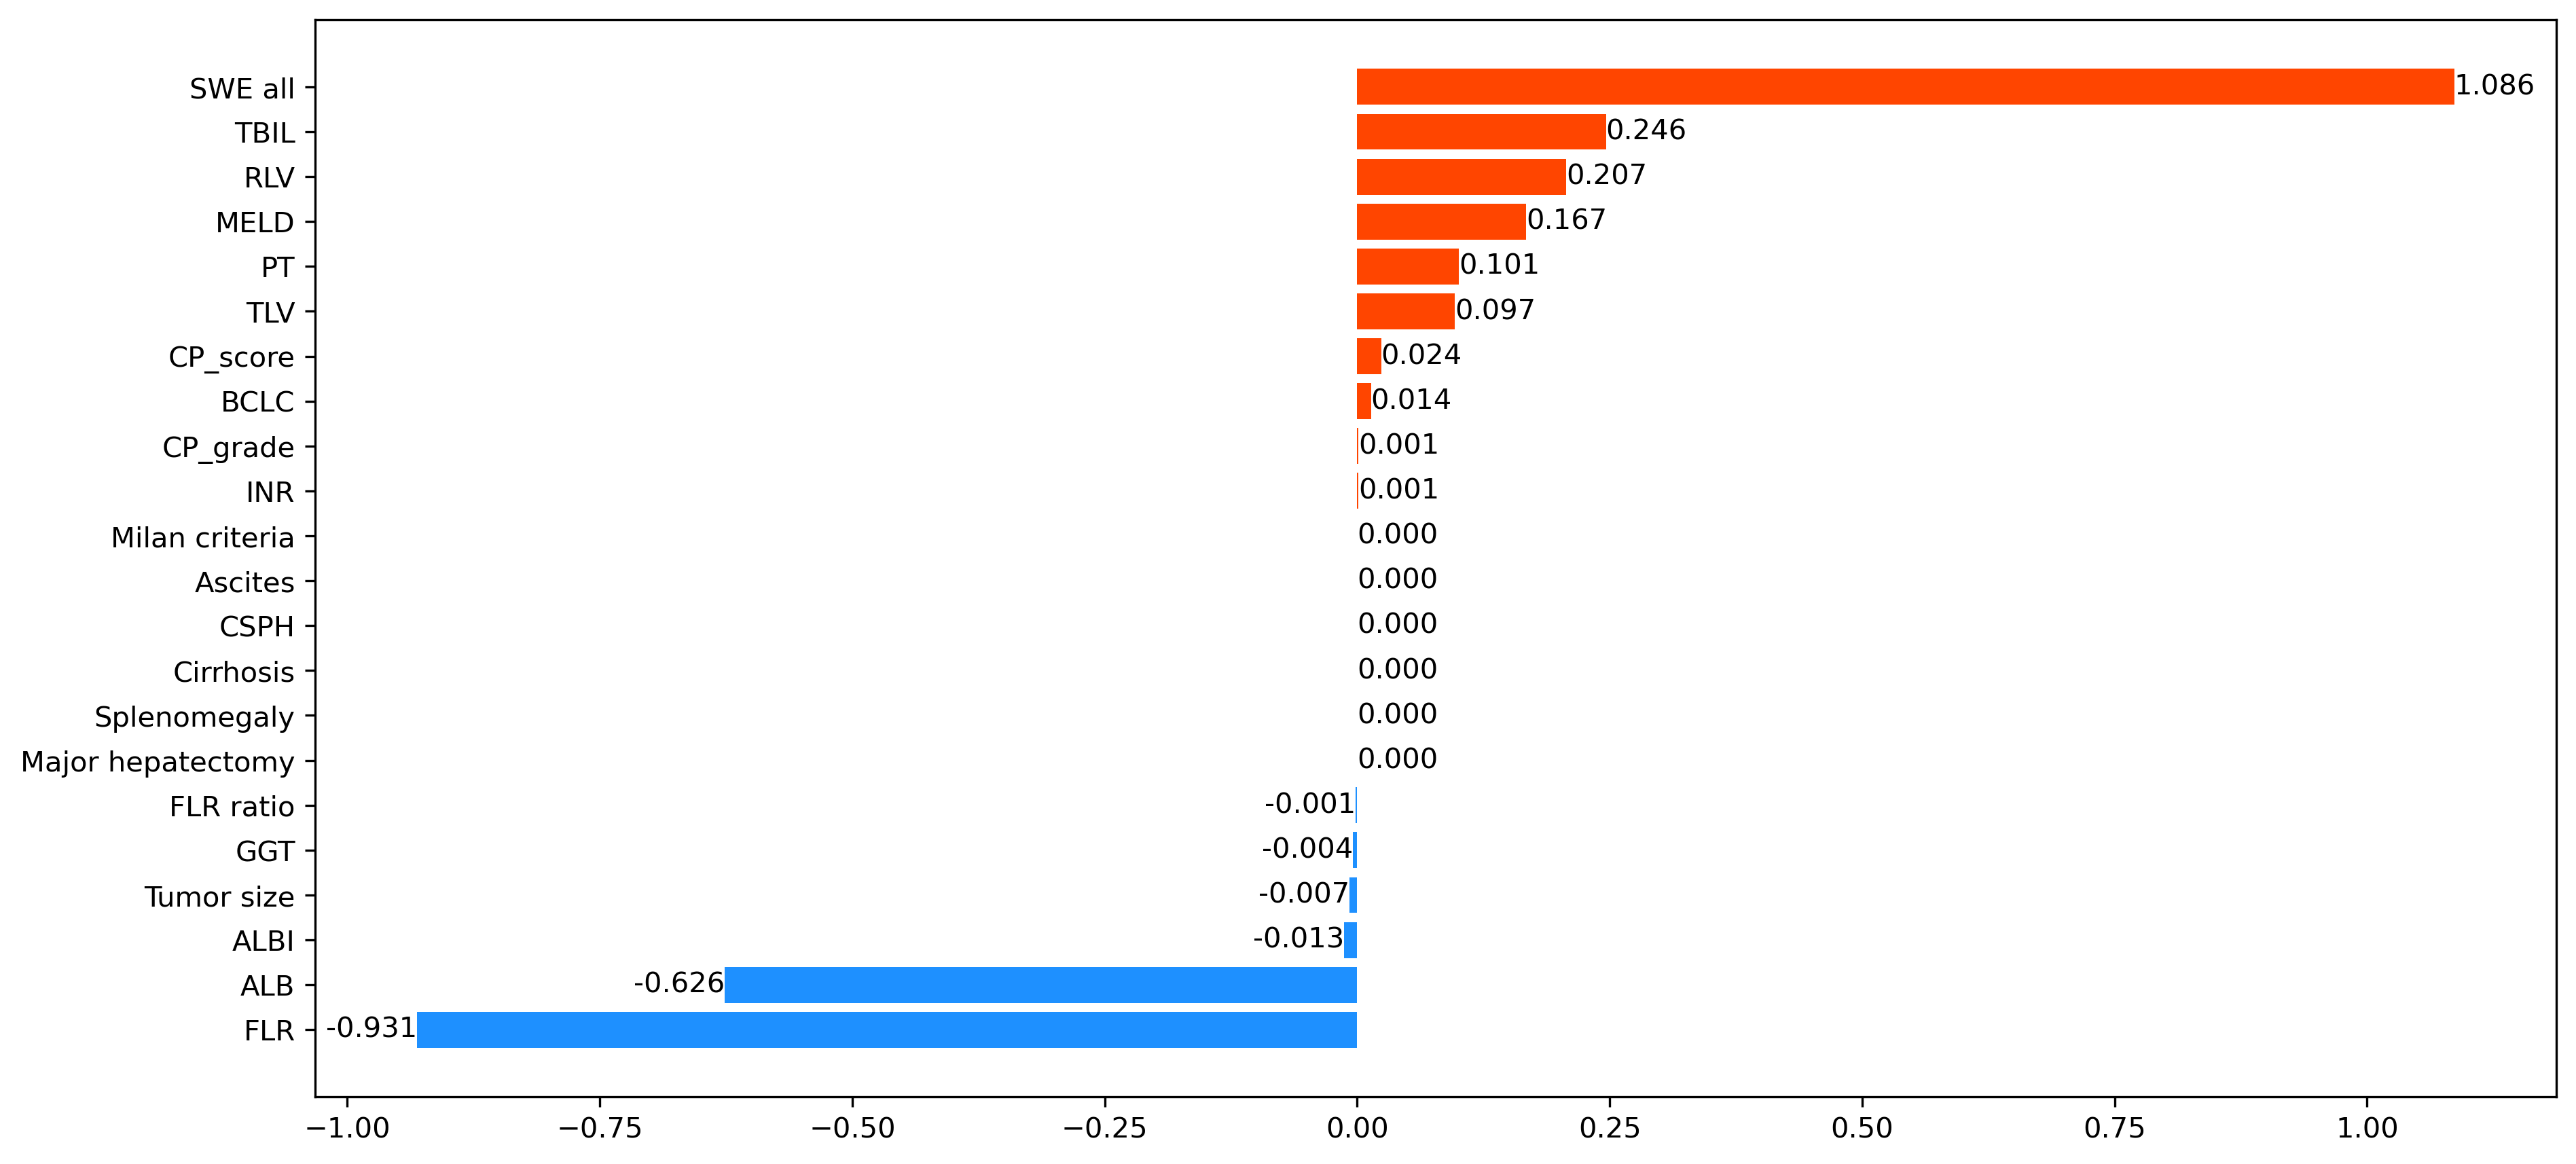 SWE all 1.086
TBIL 0.246
RLV 0.207
MELD 0.167
PT 0.101
TLV 0.097
CP_score 0.024
BCLC 0.014
CP_grade 0.001
INR 0.001
Milan criteria 0.000
Ascites 0.000
CSPH 0.000
Cirrhosis 0.000
Splenomegaly 0.000
Major hepatectomy 0.000
FLR ratio -0.001
GGT -0.004
Tumor size -0.007
ALBI -0.013
ALB -0.626
FLR -0.931
−1.00 −0.75 −0.50 −0.25 0.00 0.25 0.50 0.75 1.00